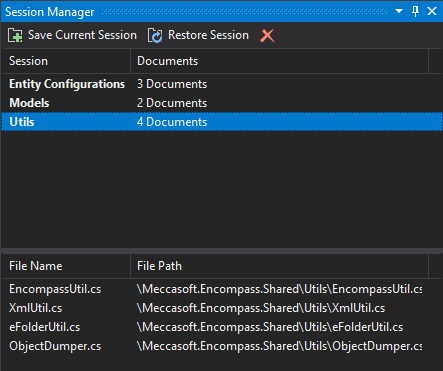 Session Manager
Save Current Session Restore Session
Session Documents
Entity Configurations 3 Documents
Models 2 Documents
Utils 4 Documents
File Name File Path
EncompassUtil.cs \Meccasoft.Encompass.Shared\Utils\EncompassUtil.cs
XmlUtil.cs \Meccasoft.Encompass.Shared\Utils\XmlUtil.cs
eFolderUtil.cs \Meccasoft.Encompass.Shared\Utils\eFolderUtil.cs
ObjectDumper.cs \Meccasoft.Encompass.Shared\Utils\ObjectDumper.cs